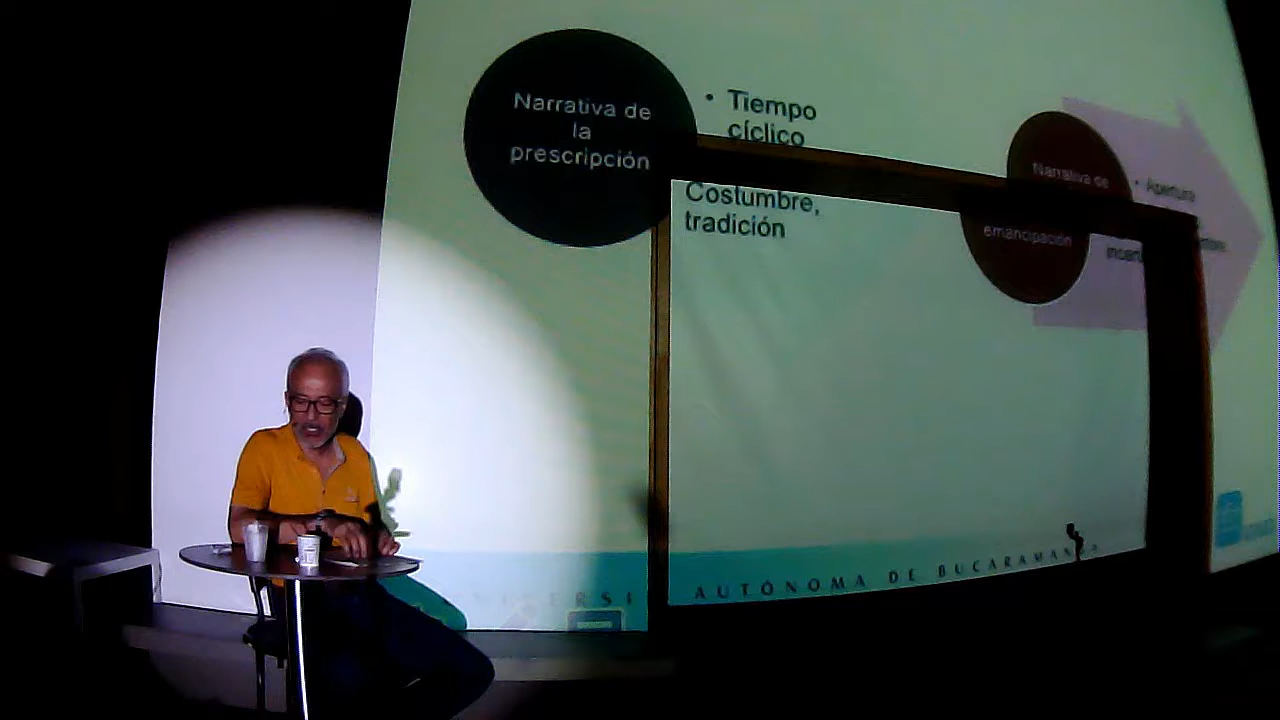 Narrativa de
la
prescripción
• Tiempo
cíclico
Costumbre,
tradición
Narrativa de
emancipación
• Apertura
AUTÓNOMA DE BUCARAMANGA